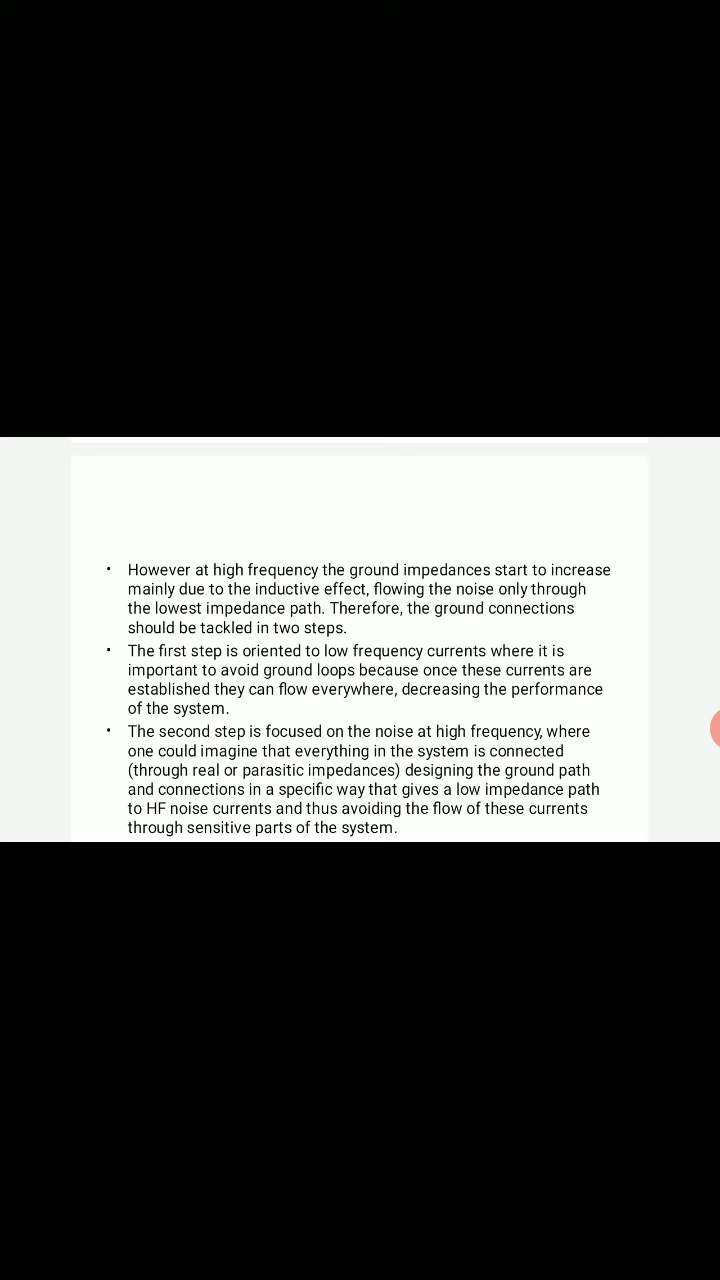 • However at high frequency the ground impedances start to increase
mainly due to the inductive effect, flowing the noise only through
the lowest impedance path. Therefore, the ground connections
should be tackled in two steps.
• The first step is oriented to low frequency currents where it is
important to avoid ground loops because once these currents are
established they can flow everywhere, decreasing the performance
of the system.
• The second step is focused on the noise at high frequency, where
one could imagine that everything in the system is connected
(through real or parasitic impedances) designing the ground path
and connections in a specific way that gives a low impedance path
to HF noise currents and thus avoiding the flow of these currents
through sensitive parts of the system.